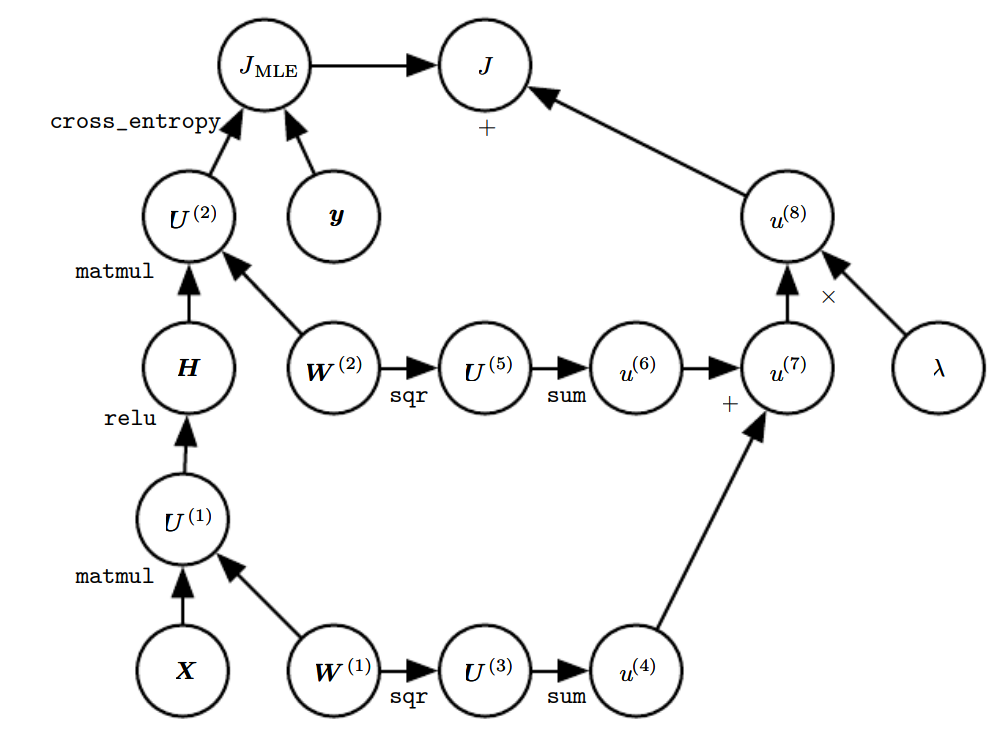 J_MLE J
cross_entropy +
U^(2) y u^(8)
matmul ×
H W^(2) U^(5) u^(6) u^(7) λ
relu sqr sum +
U^(1)
matmul
X W^(1) U^(3) u^(4)
sqr sum